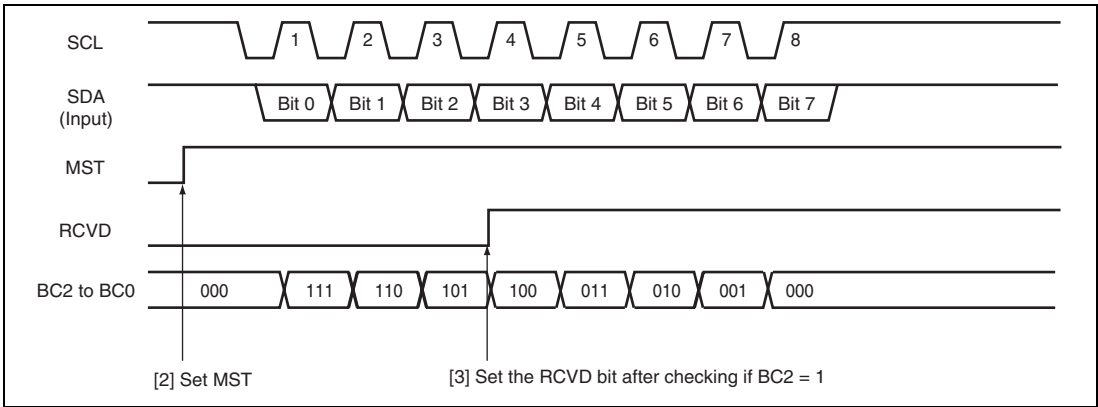 SCL 1 2 3 4 5 6 7 8
SDA
(Input) Bit 0 Bit 1 Bit 2 Bit 3 Bit 4 Bit 5 Bit 6 Bit 7
MST
RCVD
BC2 to BC0 000 111 110 101 100 011 010 001 000
[2] Set MST [3] Set the RCVD bit after checking if BC2 = 1